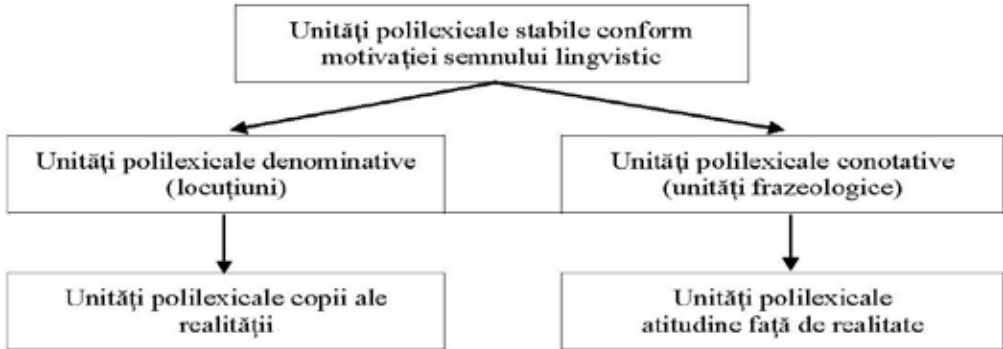 Unităţi polilexicale stabile conform
motivaţiei semnului lingvistic
Unităţi polilexicale denominative
(locuţiuni)
Unităţi polilexicale conotative
(unităţi frazeologice)
Unităţi polilexicale copii ale
realităţii
Unităţi polilexicale
atitudine faţă de realitate